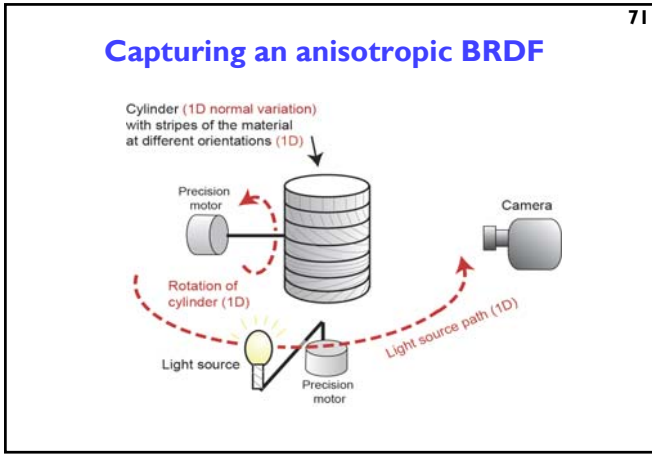 71
Capturing an anisotropic BRDF
Cylinder (1D normal variation)
with stripes of the material
at different orientations (1D)
Precision
motor
Camera
Rotation of
cylinder (1D)
Light source path (1D)
Light source
Precision
motor